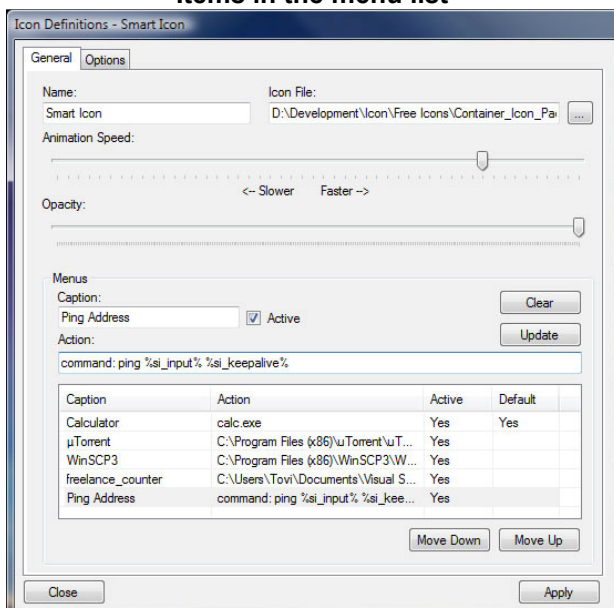 items in the menu list
Icon Definitions - Smart Icon
General Options
Name: Icon File:
Smart Icon D:\Development\Icon\Free Icons\Container_Icon_Pa ...
Animation Speed:
<-- Slower Faster -->
Opacity:
Menus
Caption:
Ping Address Active Clear
Action: Update
command: ping %si_input% %si_keepalive%
Caption Action Active Default
Calculator calc.exe Yes Yes
µTorrent C:\Program Files (x86)\uTorrent\uT... Yes
WinSCP3 C:\Program Files (x86)\WinSCP3\W... Yes
freelance_counter C:\Users\Tovi\Documents\Visual S... Yes
Ping Address command: ping %si_input% %si_kee... Yes
Move Down Move Up
Close Apply